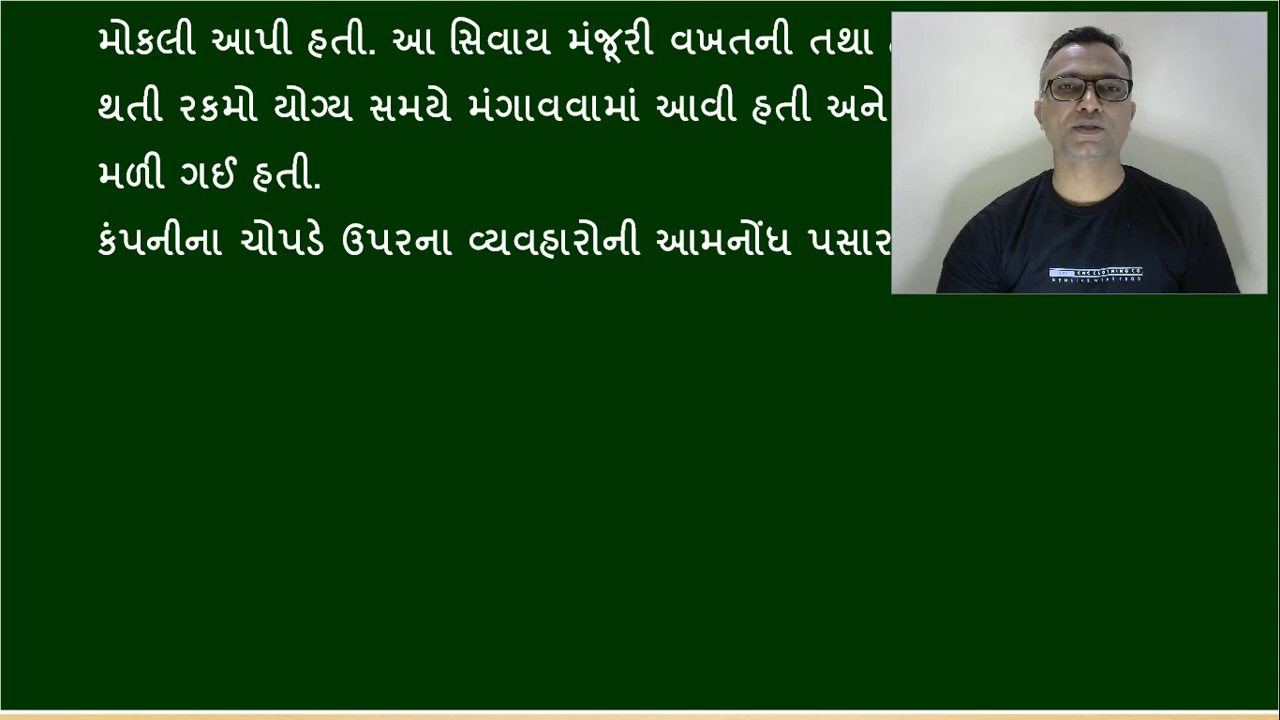 મોકલી આપી હતી. આ સિવાય મંજૂરી વખતની તથા
થતી રકમો યોગ્ય સમયે મંગાવવામાં આવી હતી અને
મળી ગઈ હતી.
કંપનીના ચોપડે ઉપરના વ્યવહારોની આમનોંધ